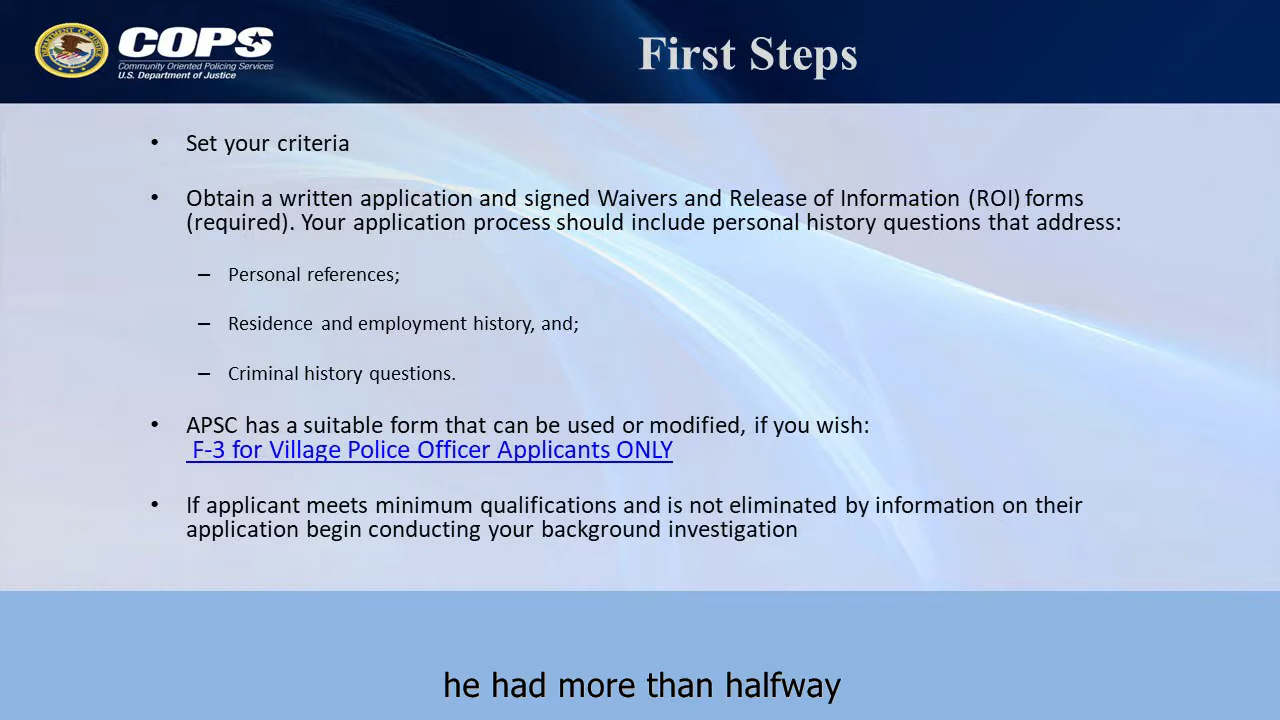 COPS
Community Oriented Policing Services
U.S. Department of Justice
First Steps
• Set your criteria
• Obtain a written application and signed Waivers and Release of Information (ROI) forms
(required). Your application process should include personal history questions that address:
– Personal references;
– Residence and employment history, and;
– Criminal history questions.
• APSC has a suitable form that can be used or modified, if you wish:
F-3 for Village Police Officer Applicants ONLY
• If applicant meets minimum qualifications and is not eliminated by information on their
application begin conducting your background investigation
he had more than halfway